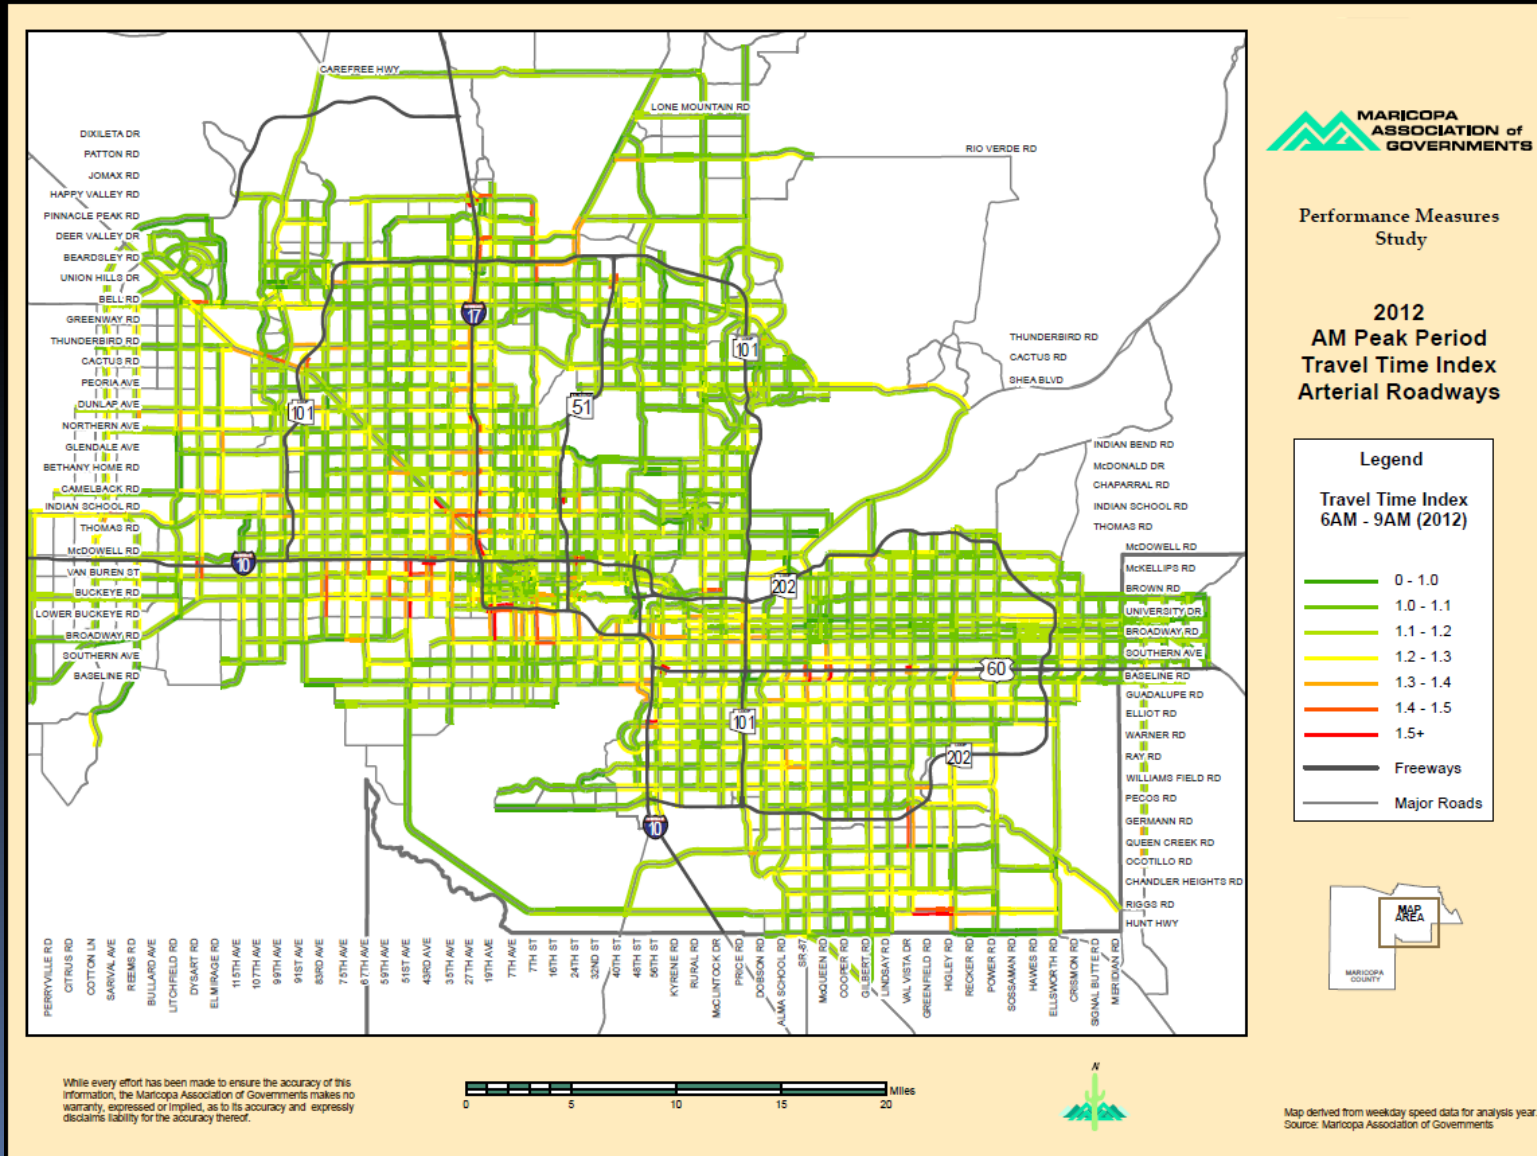 CAREFREE HWY
LONE MOUNTAIN RD
RIO VERDE RD
DIXILETA DR
PATTON RD
JOMAX RD
HAPPY VALLEY RD
PINNACLE PEAK RD
DEER VALLEY DR
BEARDSLEY RD
UNION HILLS DR
BELL RD
GREENWAY RD
THUNDERBIRD RD
CACTUS RD
PEORIA AVE
DUNLAP AVE
NORTHERN AVE
GLENDALE AVE
BETHANY HOME RD
CAMELBACK RD
INDIAN SCHOOL RD
THOMAS RD
McDOWELL RD
VAN BUREN ST
BUCKEYE RD
LOWER BUCKEYE RD
BROADWAY RD
SOUTHERN AVE
BASELINE RD
17
101
51
101
10
202
60
101
202
10
THUNDERBIRD RD
CACTUS RD
SHEA BLVD
INDIAN BEND RD
McDONALD DR
CHAPARRAL RD
INDIAN SCHOOL RD
THOMAS RD
McDOWELL RD
McKELLIPS RD
BROWN RD
UNIVERSITY DR
BROADWAY RD
SOUTHERN AVE
BASELINE RD
GUADALUPE RD
ELLIOT RD
WARNER RD
RAY RD
WILLIAMS FIELD RD
PECOS RD
GERMANN RD
QUEEN CREEK RD
OCOTILLO RD
CHANDLER HEIGHTS RD
RIGGS RD
HUNT HWY
PERRYVILLE RD
CITRUS RD
COTTON LN
SARIVAL AVE
REEMS RD
BULLARD AVE
LITCHFIELD RD
DYSART RD
EL MIRAGE RD
115TH AVE
107TH AVE
99TH AVE
91ST AVE
83RD AVE
75TH AVE
67TH AVE
59TH AVE
51ST AVE
43RD AVE
35TH AVE
27TH AVE
19TH AVE
7TH AVE
7TH ST
16TH ST
24TH ST
32ND ST
40TH ST
48TH ST
56TH ST
KYRENE RD
RURAL RD
McCLINTOCK DR
PRICE RD
DOBSON RD
ALMA SCHOOL RD
SR-87
McQUEEN RD
COOPER RD
GILBERT RD
LINDSAY RD
VAL VISTA DR
GREENFIELD RD
HIGLEY RD
RECKER RD
POWER RD
SOSSAMAN RD
HAWES RD
ELLSWORTH RD
CRISMON RD
SIGNAL BUTTE RD
MERIDIAN RD
MARICOPA
ASSOCIATION of
GOVERNMENTS
Performance Measures
Study
2012
AM Peak Period
Travel Time Index
Arterial Roadways
Legend
Travel Time Index
6AM - 9AM (2012)
0 - 1.0
1.0 - 1.1
1.1 - 1.2
1.2 - 1.3
1.3 - 1.4
1.4 - 1.5
1.5+
Freeways
Major Roads
MAP
AREA
MARICOPA
COUNTY
While every effort has been made to ensure the accuracy of this
information, the Maricopa Association of Governments makes no
warranty, expressed or implied, as to its accuracy and expressly
disclaims liability for the accuracy thereof.
0 5 10 15 20
Miles
N
Map derived from weekday speed data for analysis year.
Source: Maricopa Association of Governments